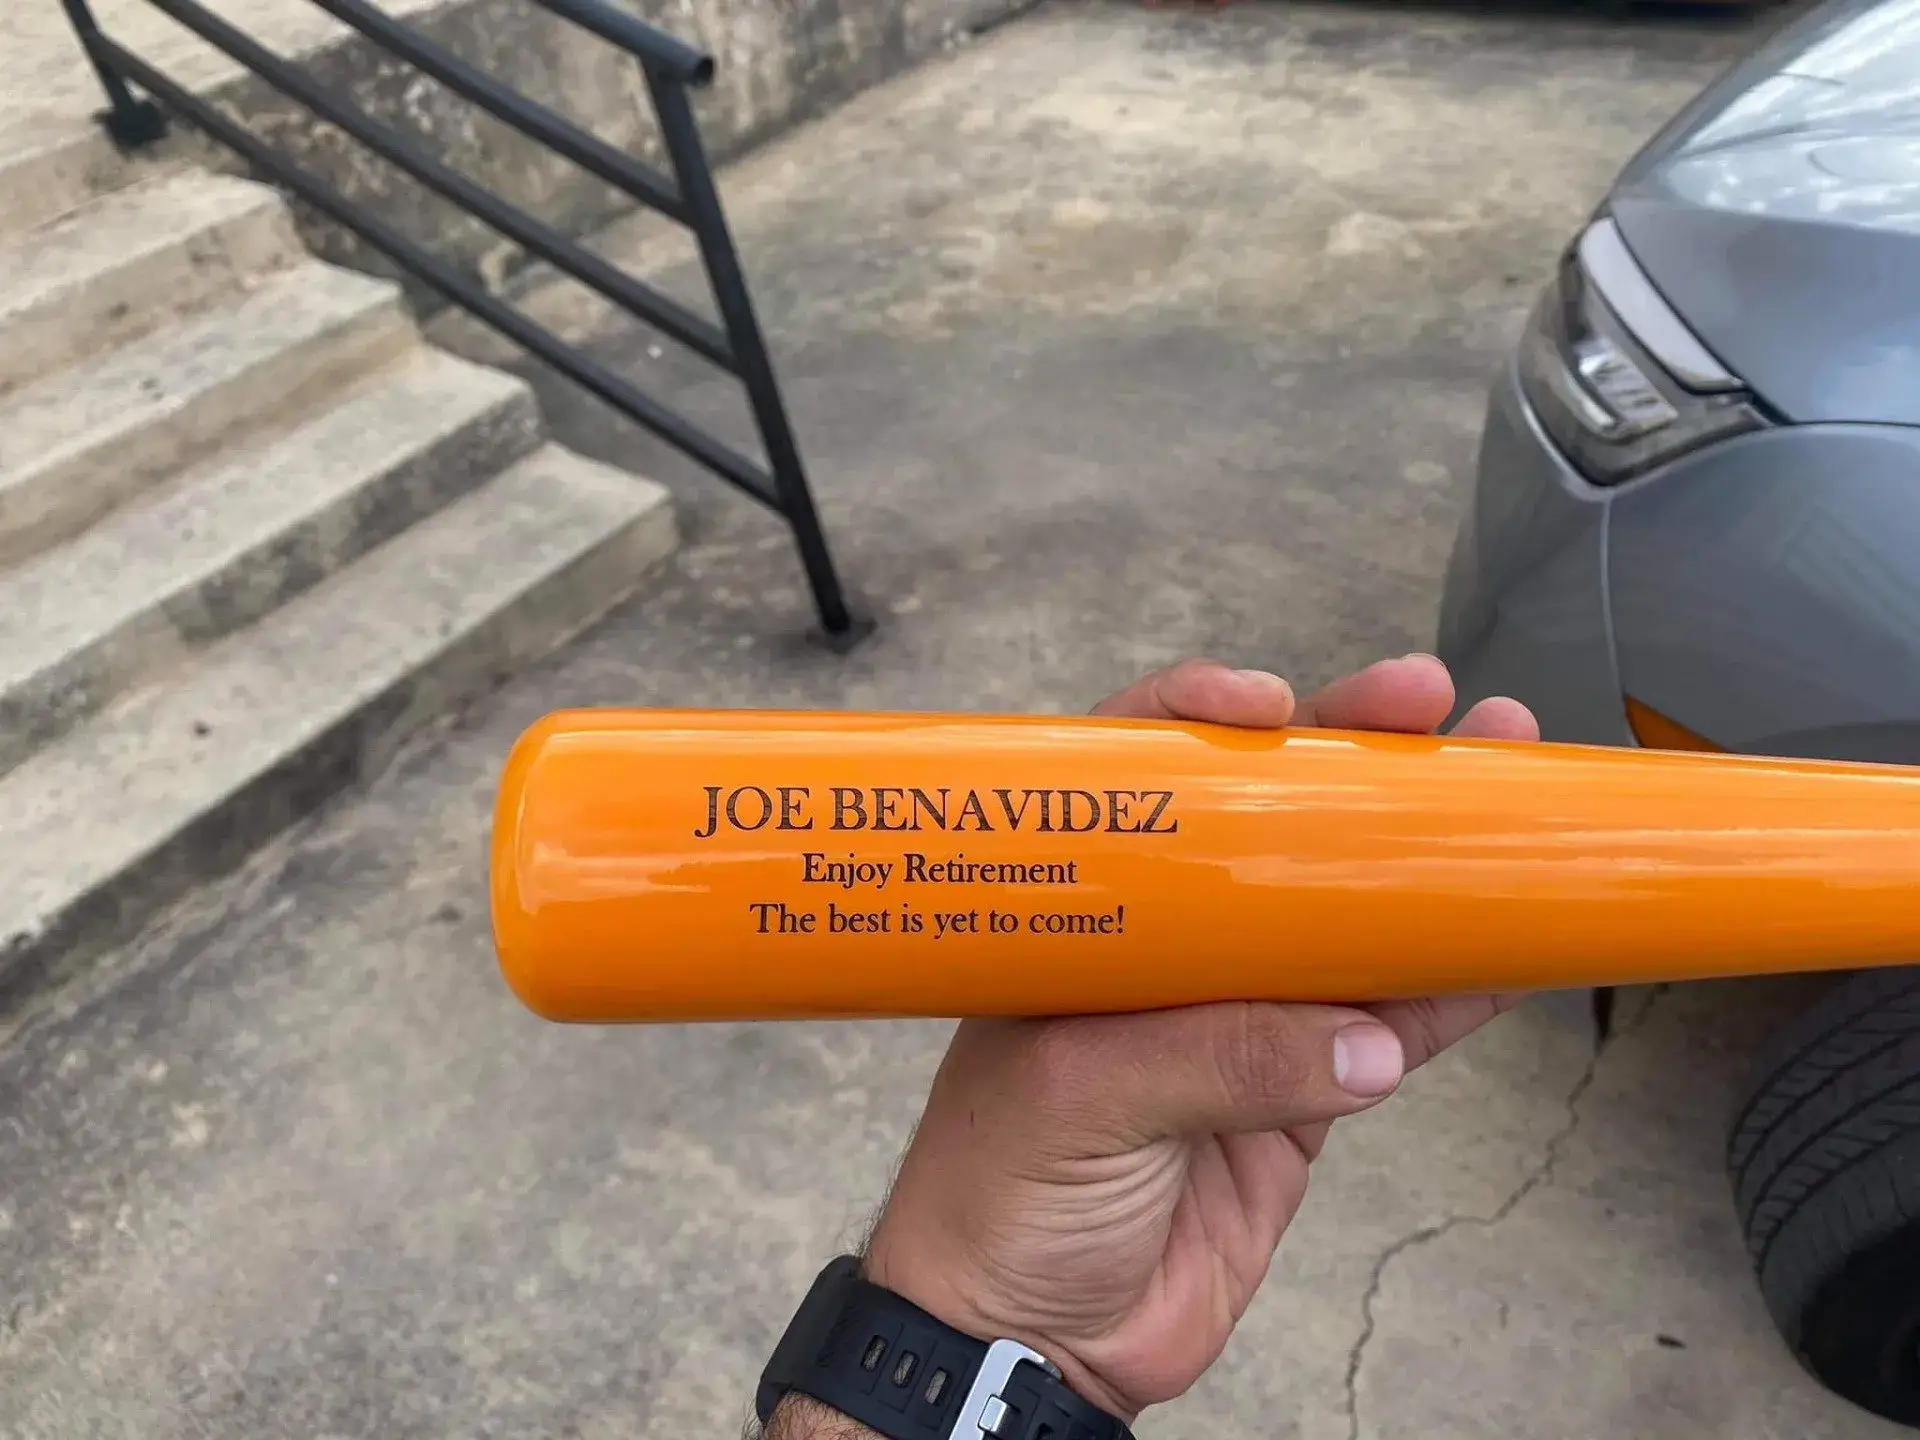 JOE BENAVIDEZ
Enjoy Retirement
The best is yet to come!